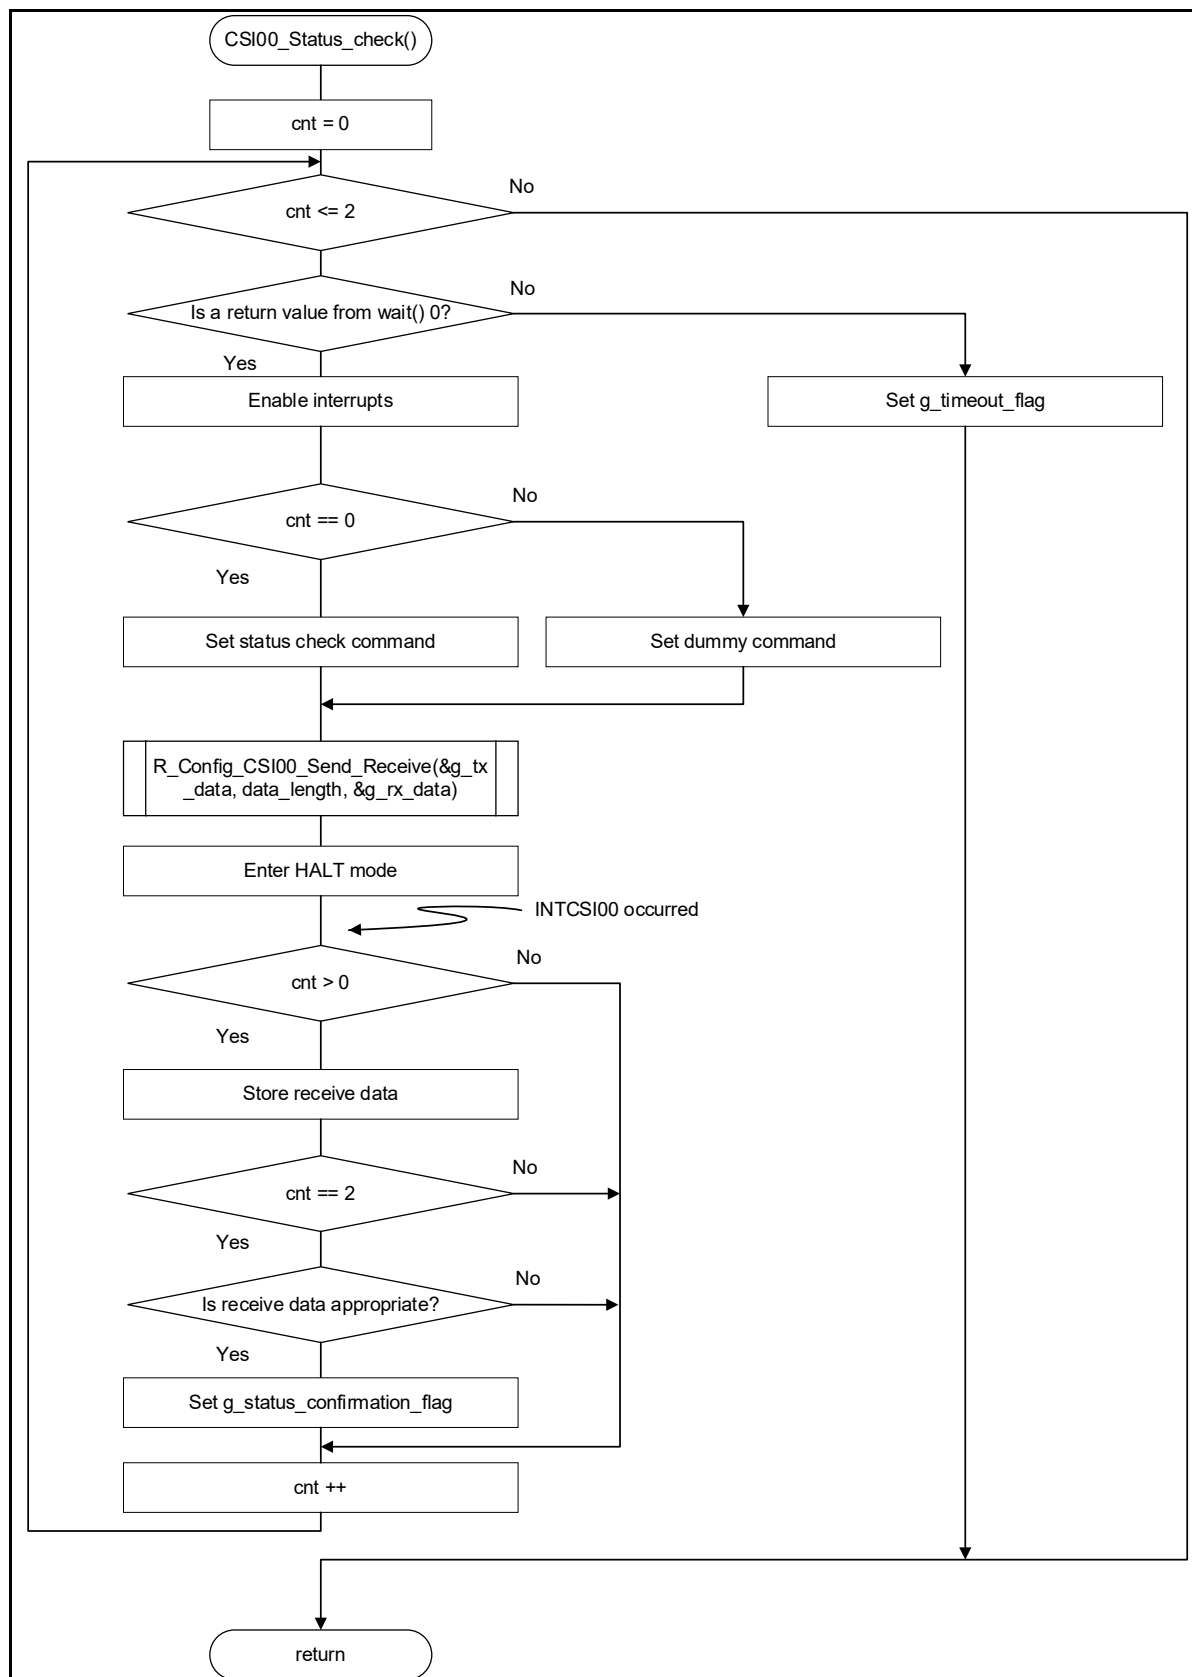 CSI00_Status_check()
cnt = 0
No
cnt <= 2
No
Is a return value from wait() 0?
Yes
Enable interrupts
Set g_timeout_flag
No
cnt == 0
Yes
Set status check command
Set dummy command
R_Config_CSI00_Send_Receive(&g_tx
_data, data_length, &g_rx_data)
Enter HALT mode
INTCSI00 occurred
No
cnt > 0
Yes
Store receive data
No
cnt == 2
Yes
No
Is receive data appropriate?
Yes
Set g_status_confirmation_flag
cnt ++
return